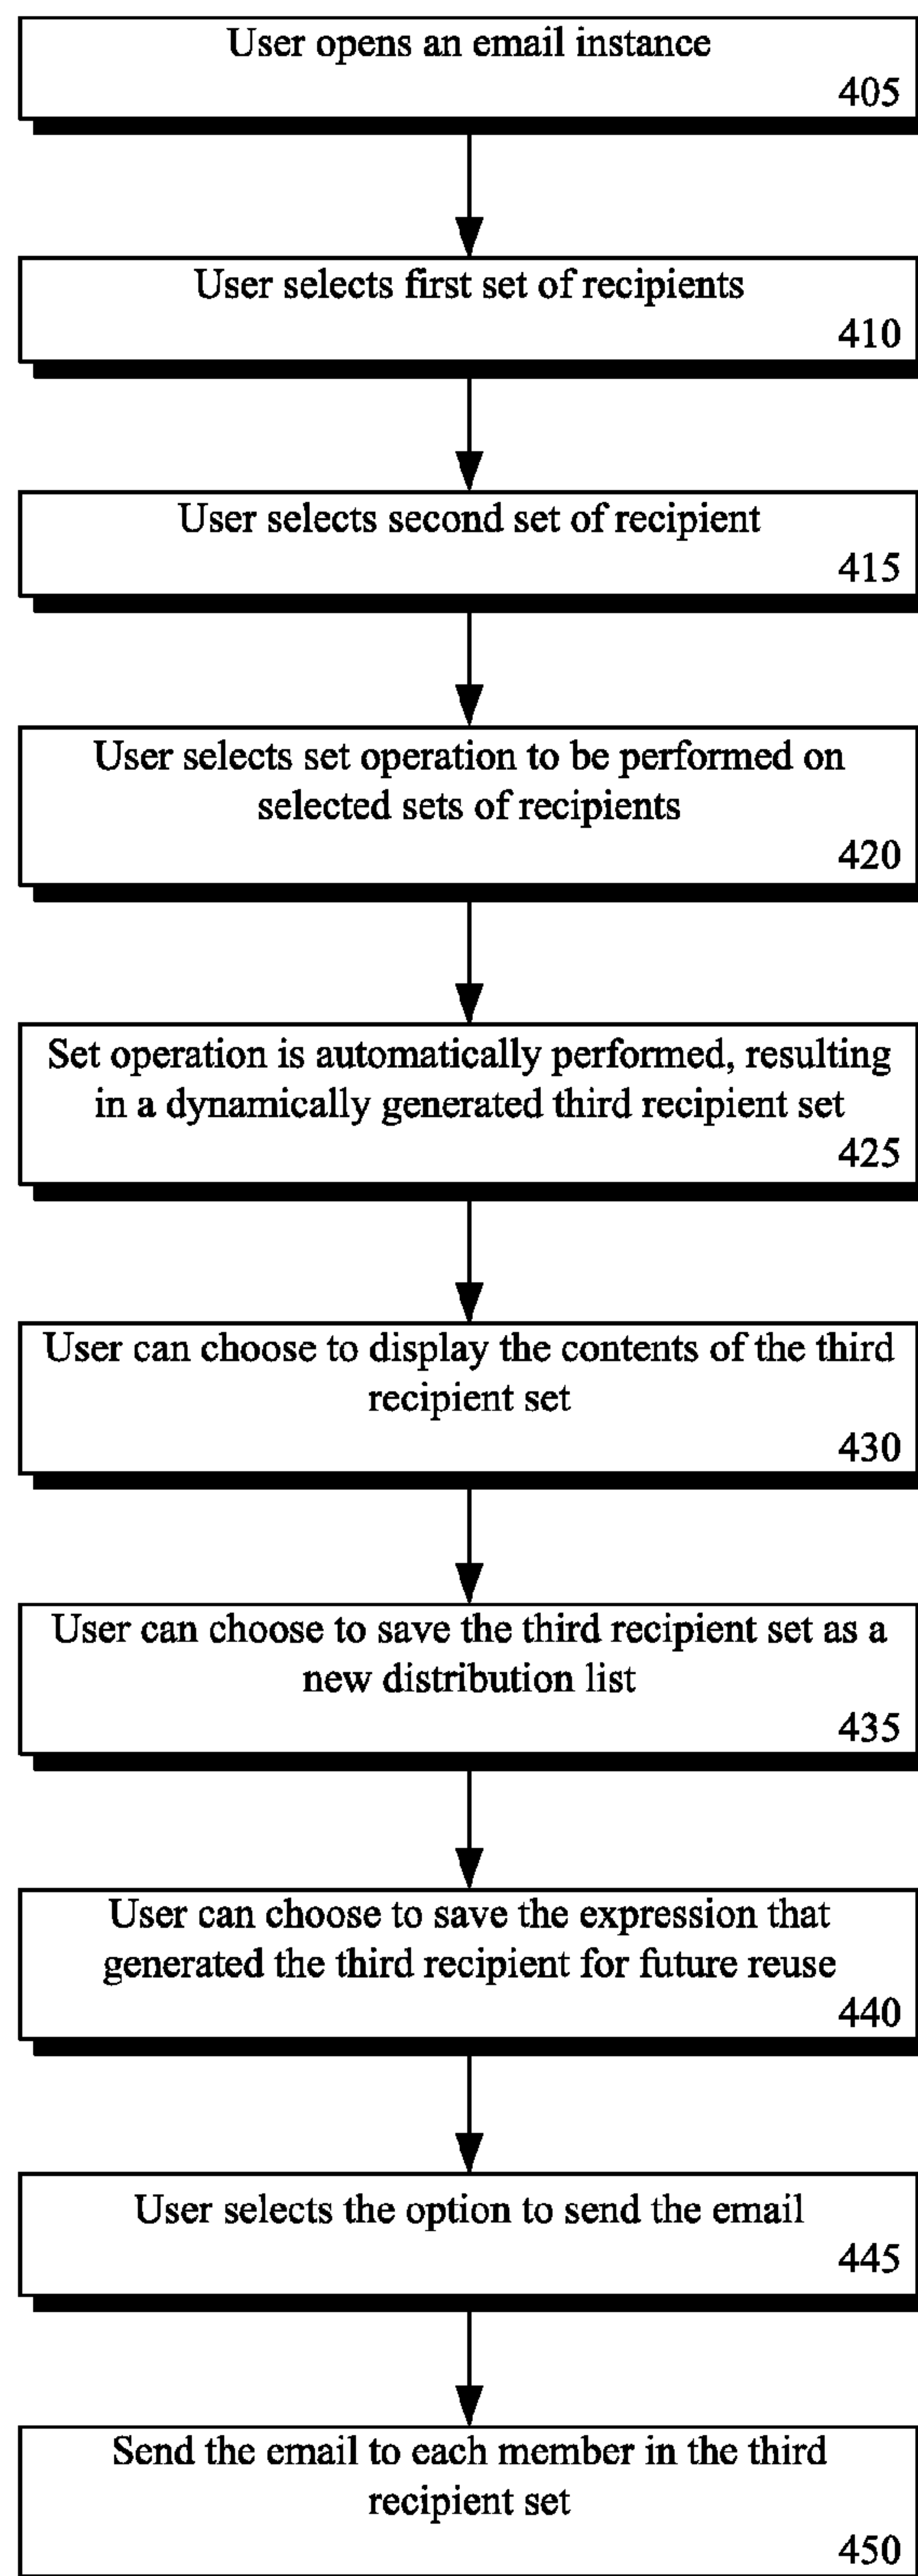 User opens an email instance
405
User selects first set of recipients
410
User selects second set of recipient
415
User selects set operation to be performed on
selected sets of recipients
420
Set operation is automatically performed, resulting
in a dynamically generated third recipient set
425
User can choose to display the contents of the third
recipient set
430
User can choose to save the third recipient set as a
new distribution list
435
User can choose to save the expression that
generated the third recipient for future reuse
440
User selects the option to send the email
445
Send the email to each member in the third
recipient set
450